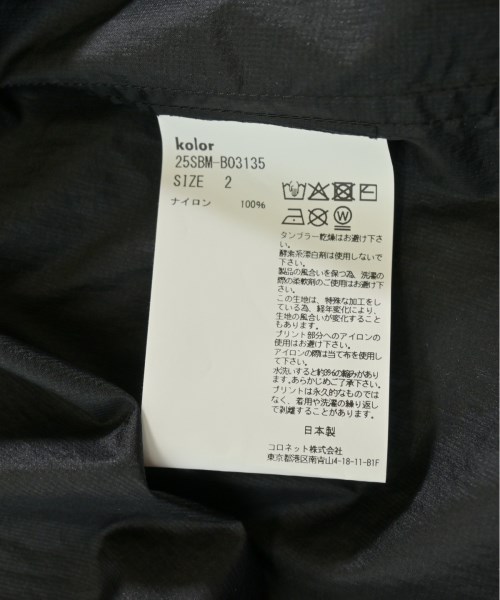 kolor
25SBM-B03135
SIZE 2
ナイロン 100%
タンブラー乾燥はお避け下さ
い。
酵素系漂白剤は使用しないで
下さい。
製品の風合いを保つ為、洗濯の
際の柔軟剤のご使用はお避け下
さい。
この生地は、特殊な加工をし
ている為、経年変化により、
生地の風合いが変化すること
もあります。
プリント部分へのアイロンの
使用はお避け下さい。
アイロンの際は当て布を使用し
て下さい。
水洗いすると約3%の縮みがあり
ます。あらかじめご了承下さい。
プリントは永久的なものでは
なく、着用や洗濯の繰り返し
で剥離することがあります。
日本製
コロネット株式会社
東京都港区南青山4-18-11-B1F